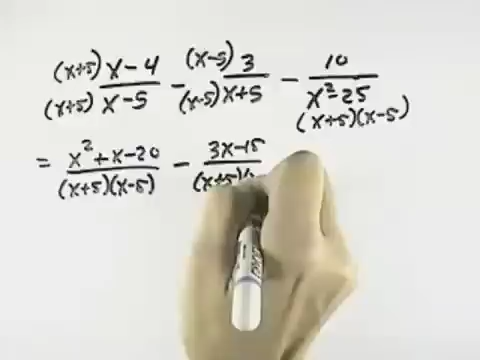 (x+5) x-4 / (x+5) x-5 - (x-5) 3 / (x-5) x+5 - 10 / x²-25
(x+5)(x-5)
= x²+x-20 / (x+5)(x-5) - 3x-15 / (x+5)(